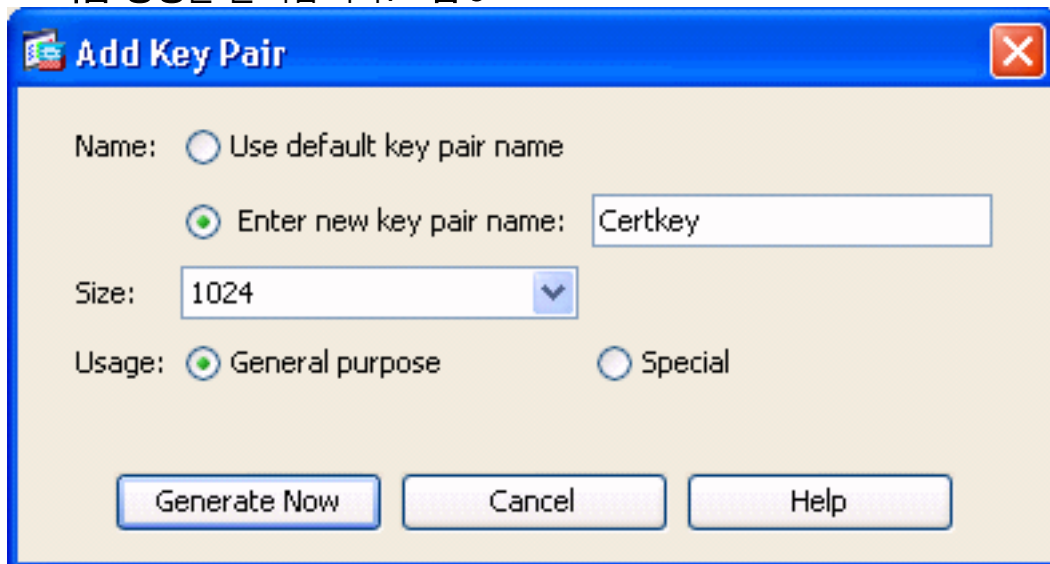 Add Key Pair
Name: Use default key pair name
Enter new key pair name: Certkey
Size: 1024
Usage: General purpose Special
Generate Now Cancel Help